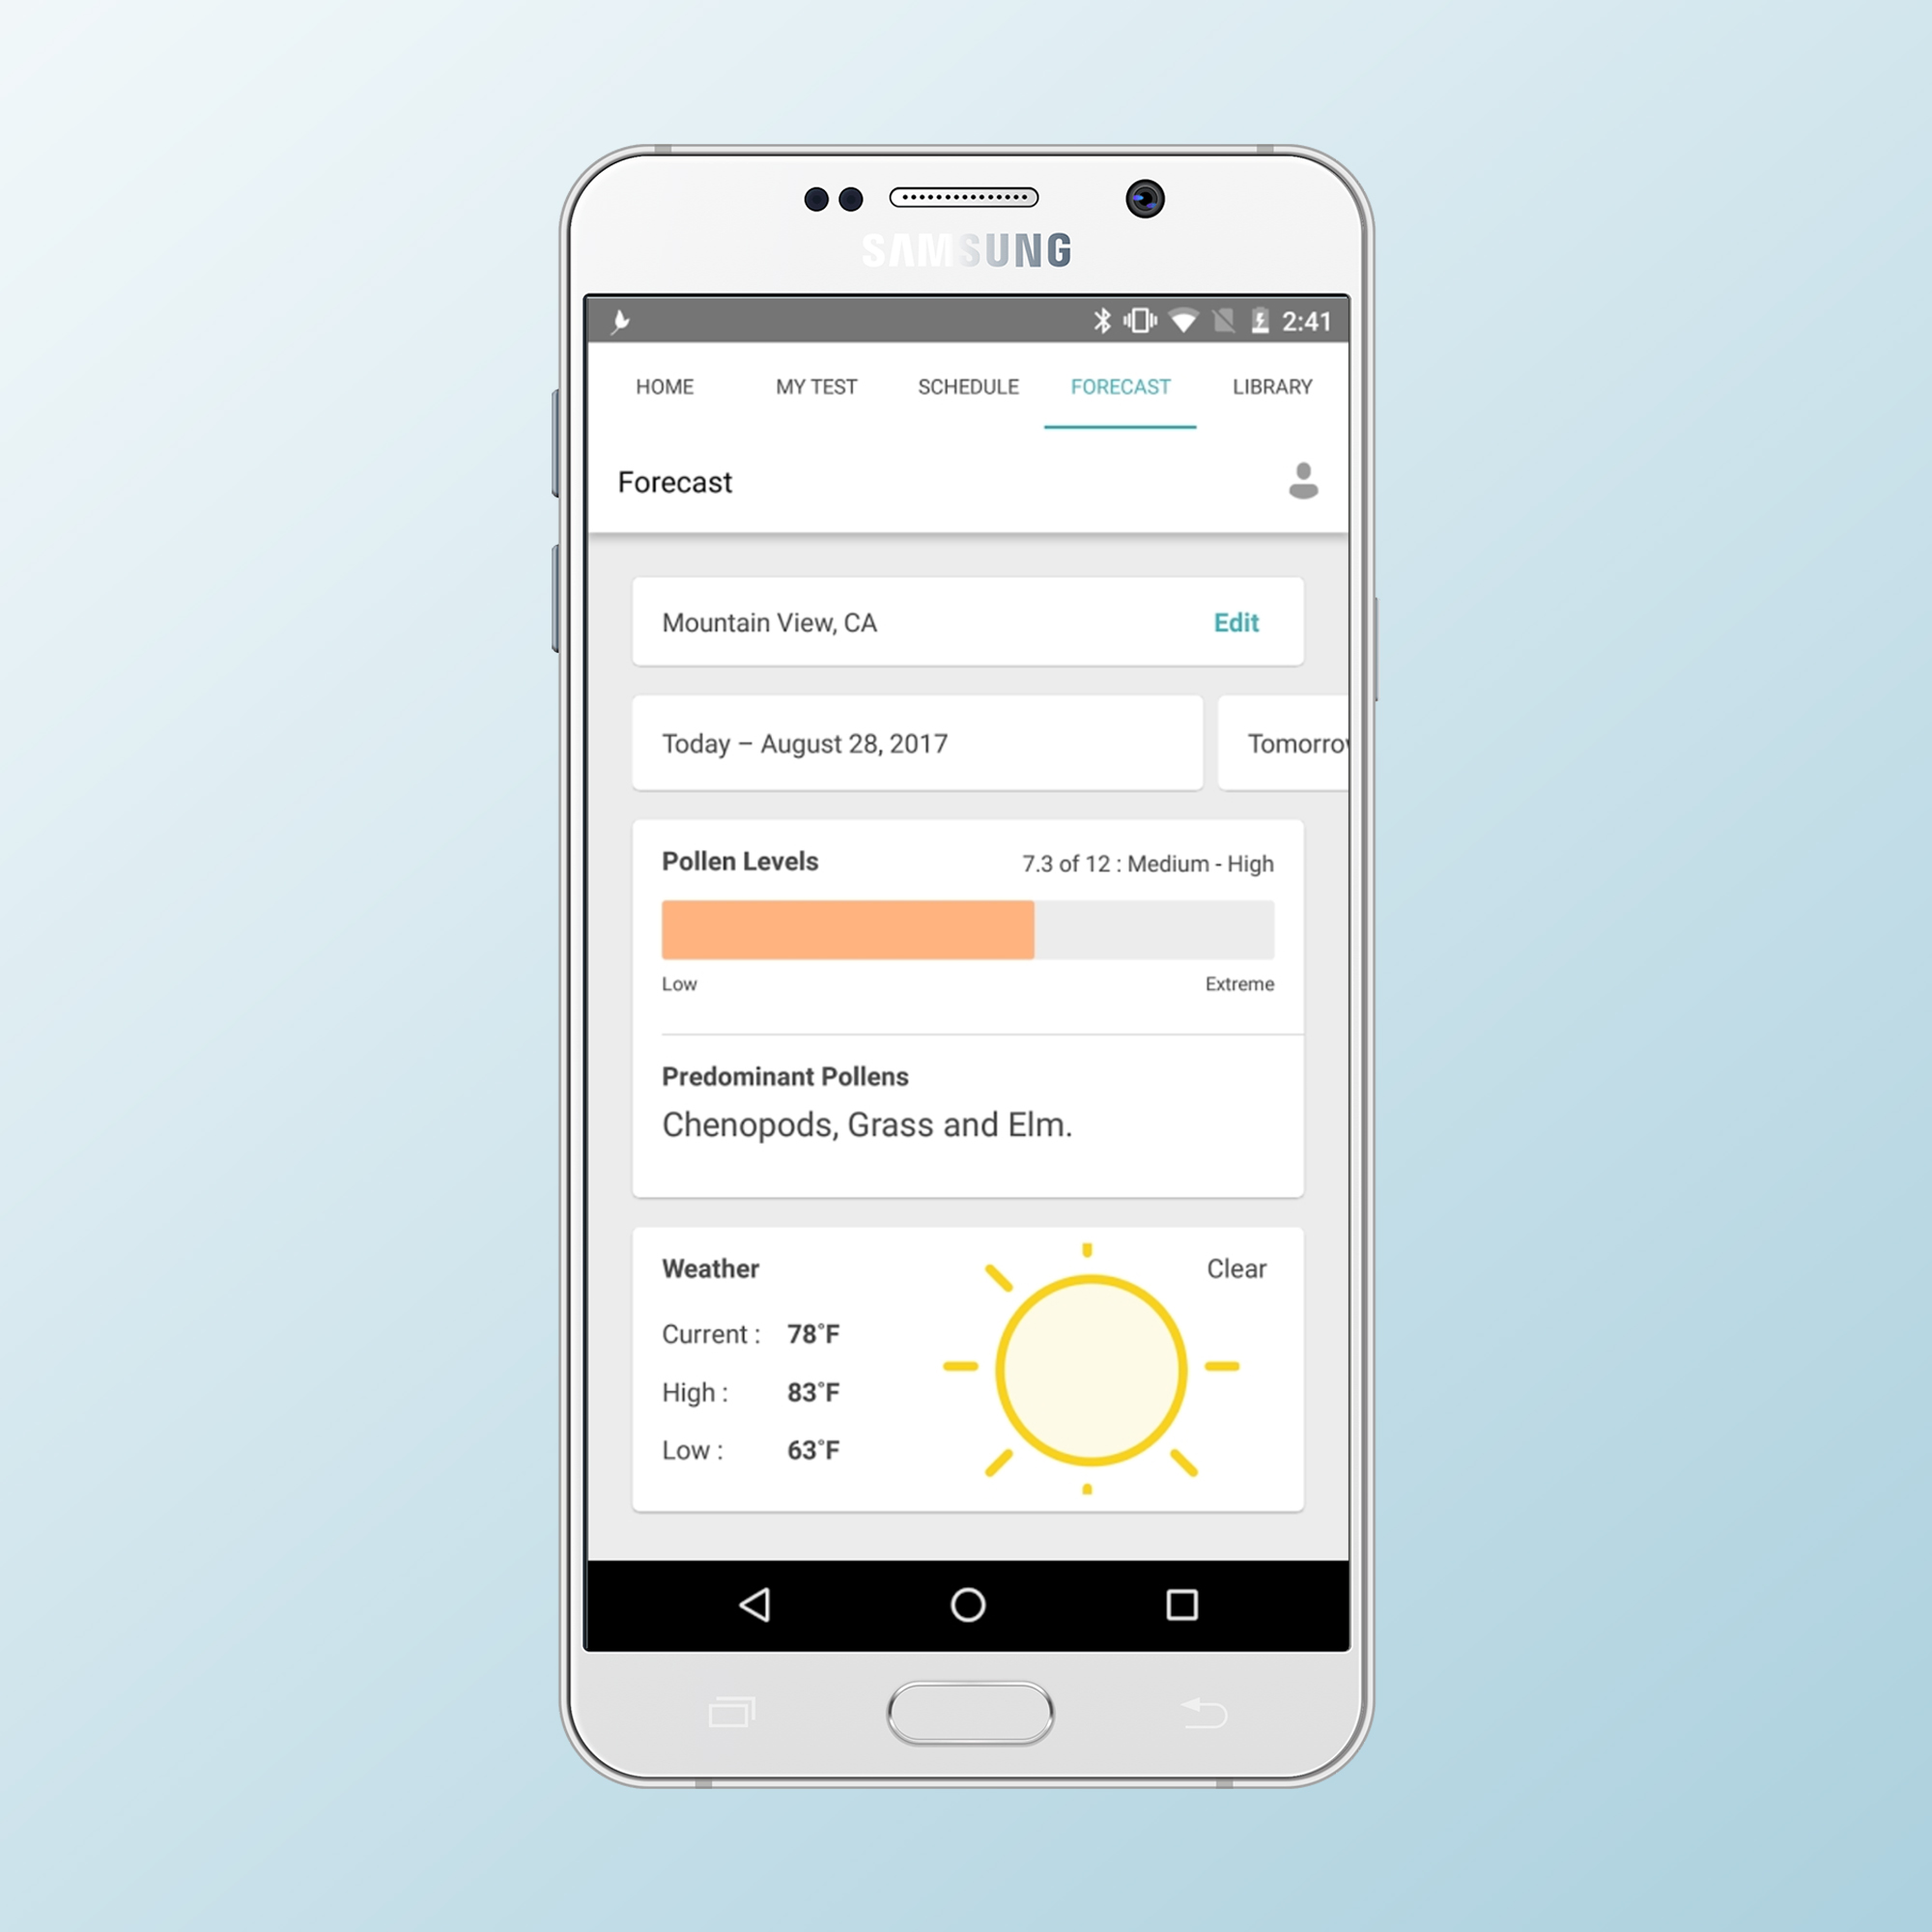 SAMSUNG
2:41
HOME MY TEST SCHEDULE FORECAST LIBRARY
Forecast
Mountain View, CA Edit
Today – August 28, 2017 Tomorrow
Pollen Levels 7.3 of 12 : Medium - High
Low Extreme
Predominant Pollens
Chenopods, Grass and Elm.
Weather Clear
Current : 78°F
High : 83°F
Low : 63°F